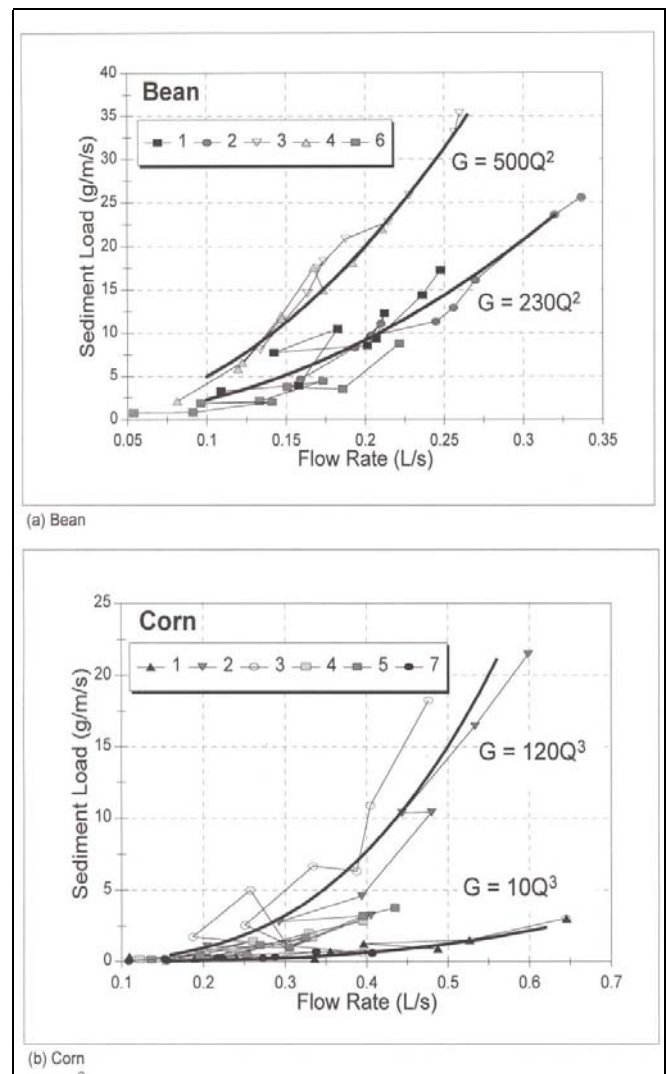 Bean
1 2 3 4 6
G = 500Q²
G = 230Q²
Sediment Load (g/m/s)
40
35
30
25
20
15
10
5
0
0.05 0.1 0.15 0.2 0.25 0.3 0.35
Flow Rate (L/s)
(a) Bean
Corn
1 2 3 4 5 7
G = 120Q³
G = 10Q³
Sediment Load (g/m/s)
25
20
15
10
5
0
0.1 0.2 0.3 0.4 0.5 0.6 0.7
Flow Rate (L/s)
(b) Corn